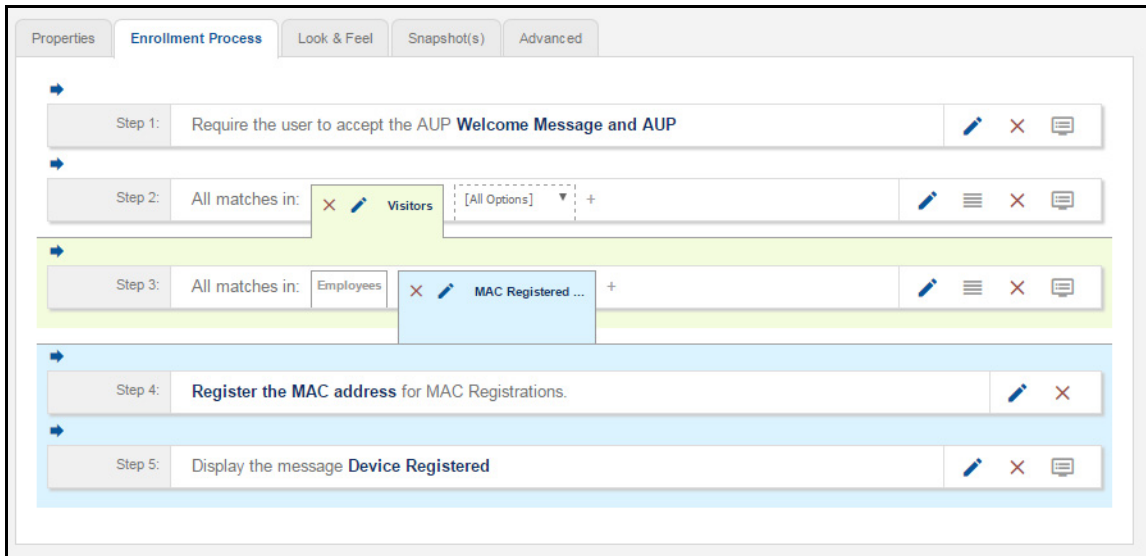 Properties Enrollment Process Look & Feel Snapshot(s) Advanced
Step 1: Require the user to accept the AUP Welcome Message and AUP
Step 2: All matches in: Visitors [All Options] +
Step 3: All matches in: Employees MAC Registered ... +
Step 4: Register the MAC address for MAC Registrations.
Step 5: Display the message Device Registered